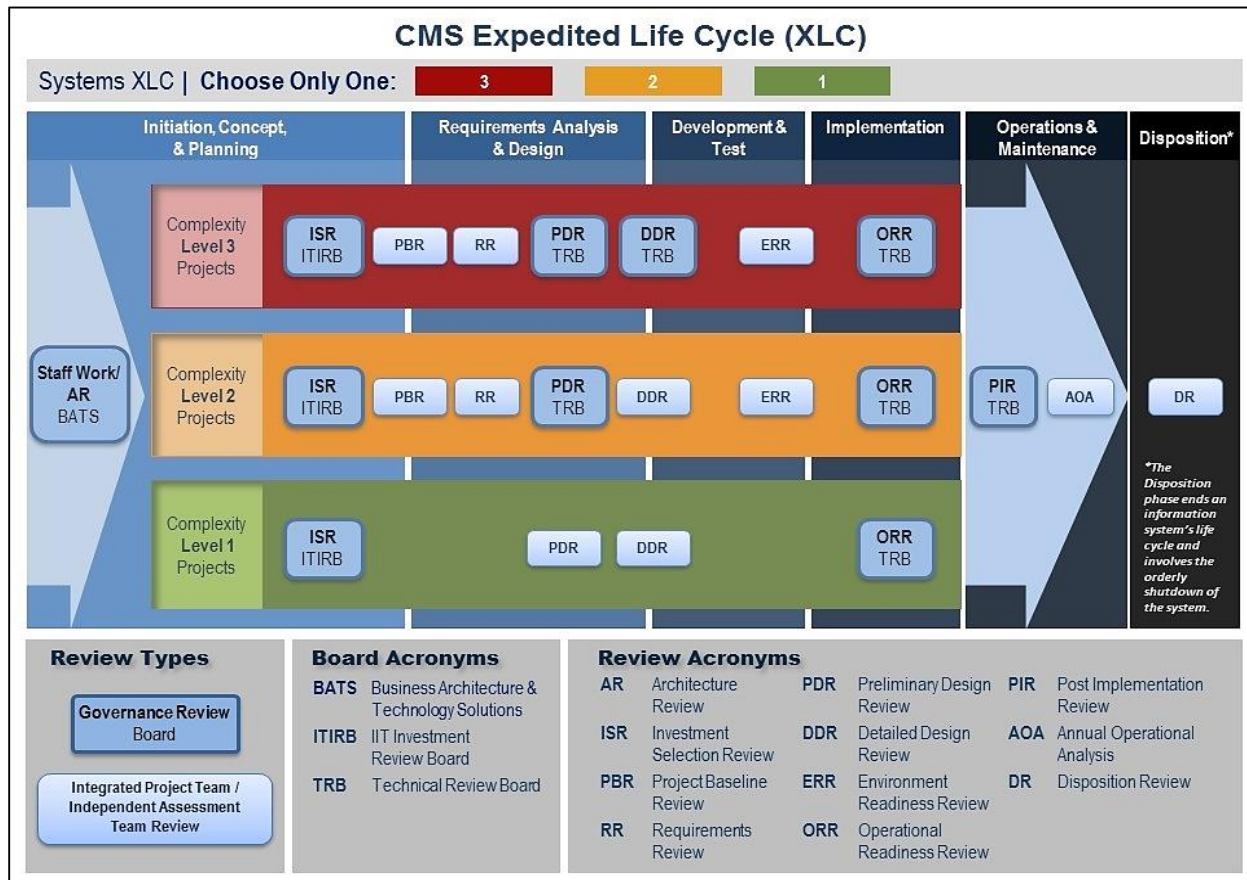 CMS Expedited Life Cycle (XLC)
Systems XLC | Choose Only One:
3
2
1
Initiation, Concept,
& Planning
Requirements Analysis
& Design
Development &
Test
Implementation
Operations &
Maintenance
Disposition*
Complexity
Level 3
Projects
ISR
ITIRB
PBR
RR
PDR
TRB
DDR
TRB
ERR
ORR
TRB
Staff Work/
AR
BATS
Complexity
Level 2
Projects
ISR
ITIRB
PBR
RR
PDR
TRB
DDR
ERR
ORR
TRB
PIR
TRB
AOA
DR
Complexity
Level 1
Projects
ISR
ITIRB
PDR
DDR
ORR
TRB
*The
Disposition
phase ends an
information
system's life
cycle and
involves the
orderly
shutdown of
the system.
Review Types
Governance Review
Board
Integrated Project Team /
Independent Assessment
Team Review
Board Acronyms
BATS Business Architecture &
Technology Solutions
ITIRB IIT Investment
Review Board
TRB Technical Review Board
Review Acronyms
AR Architecture
Review
ISR Investment
Selection Review
PBR Project Baseline
Review
RR Requirements
Review
PDR Preliminary Design
Review
DDR Detailed Design
Review
ERR Environment
Readiness Review
ORR Operational
Readiness Review
PIR Post Implementation
Review
AOA Annual Operational
Analysis
DR Disposition Review